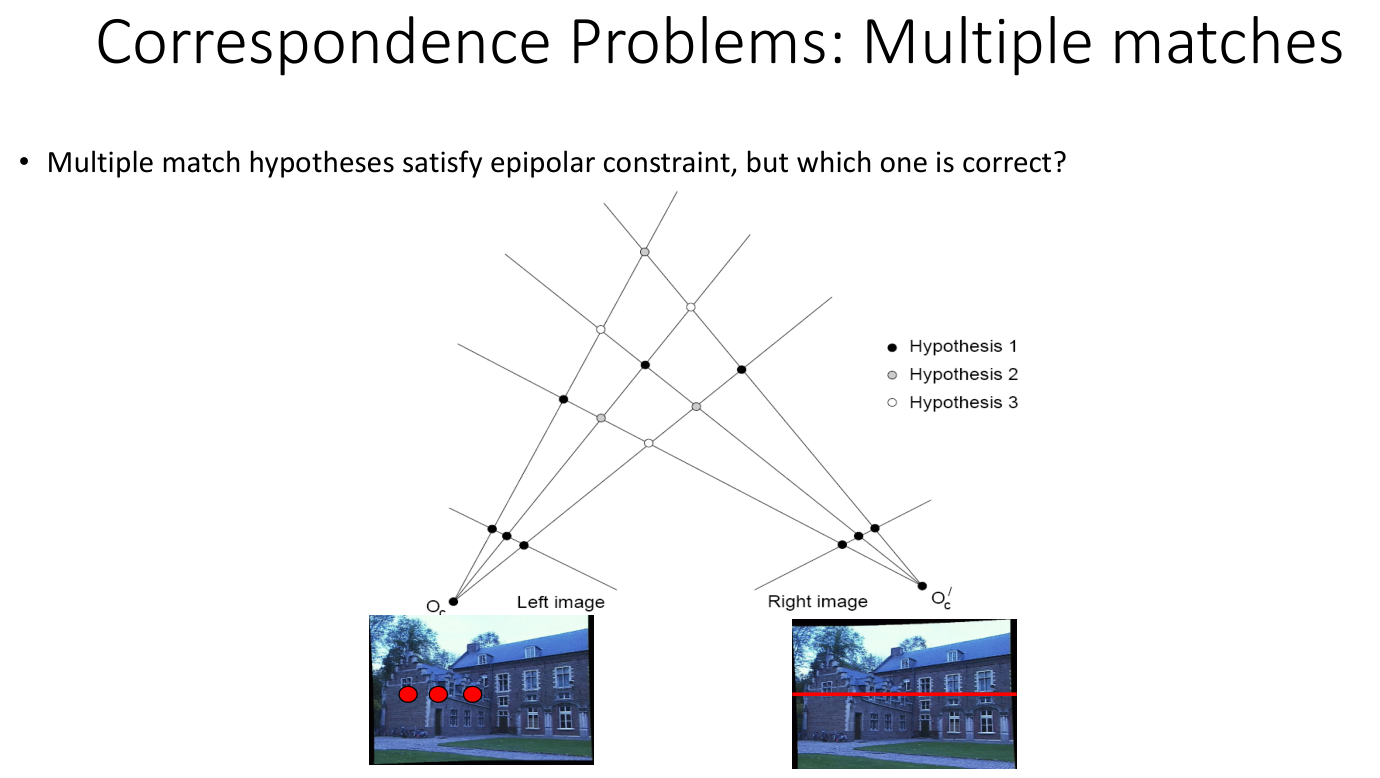 Correspondence Problems: Multiple matches
• Multiple match hypotheses satisfy epipolar constraint, but which one is correct?
Hypothesis 1
Hypothesis 2
Hypothesis 3
O_c
Left image
Right image
O_c'